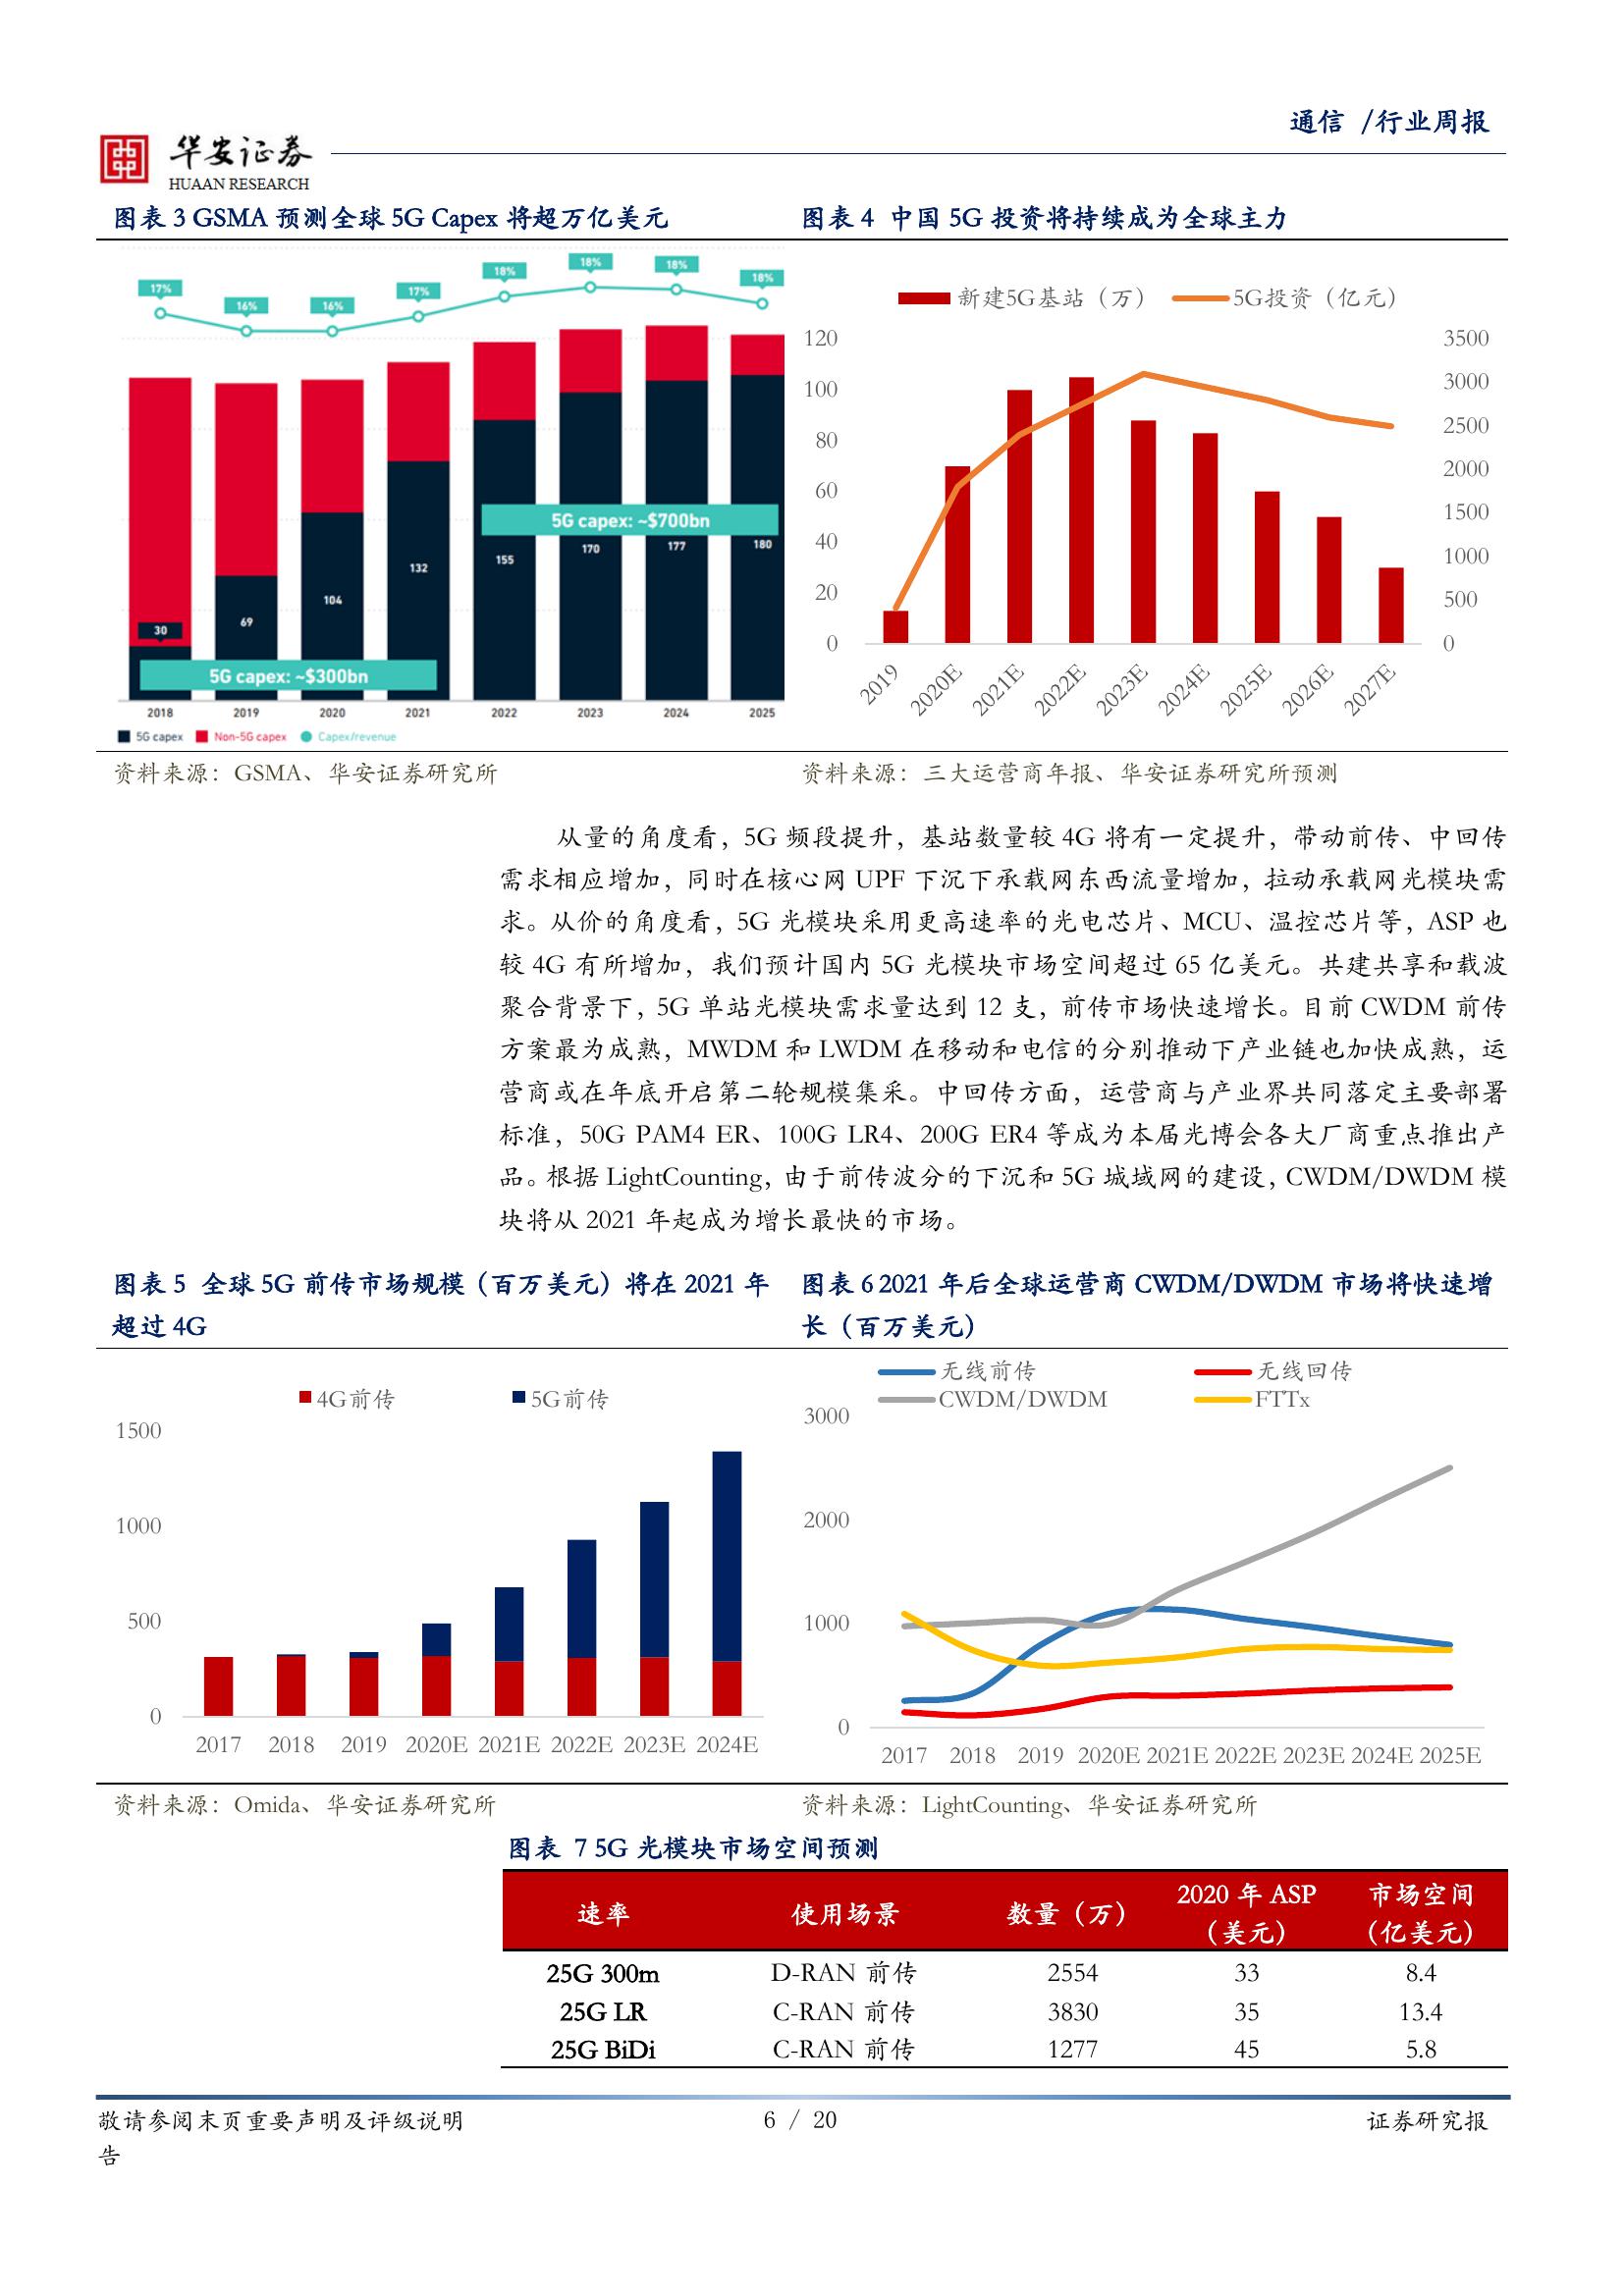 通信 /行业周报
华安证券
HUAAN RESEARCH
图表 3 GSMA 预测全球 5G Capex 将超万亿美元
17% 16% 16% 17% 18% 18% 18% 18%
5G capex: ~$700bn
30 69 104 132 155 170 177 180
5G capex: ~$300bn
2018 2019 2020 2021 2022 2023 2024 2025
5G capex Non-5G capex Capex/revenue
资料来源：GSMA、华安证券研究所
图表 4 中国 5G 投资将持续成为全球主力
新建5G基站（万） 5G投资（亿元）
120 3500
100 3000
80 2500
60 2000
40 1500
20 1000
0 500
0
2019 2020E 2021E 2022E 2023E 2024E 2025E 2026E 2027E
资料来源：三大运营商年报、华安证券研究所预测
从量的角度看，5G 频段提升，基站数量较 4G 将有一定提升，带动前传、中回传
需求相应增加，同时在核心网 UPF 下沉下承载网东西流量增加，拉动承载网光模块需
求。从价的角度看，5G 光模块采用更高速率的光电芯片、MCU、温控芯片等，ASP 也
较 4G 有所增加，我们预计国内 5G 光模块市场空间超过 65 亿美元。共建共享和载波
聚合背景下，5G 单站光模块需求量达到 12 支，前传市场快速增长。目前 CWDM 前传
方案最为成熟，MWDM 和 LWDM 在移动和电信的分别推动下产业链也加快成熟，运
营商或在年底开启第二轮规模集采。中回传方面，运营商与产业界共同落定主要部署
标准，50G PAM4 ER、100G LR4、200G ER4 等成为本届光博会各大厂商重点推出产
品。根据 LightCounting，由于前传波分的下沉和 5G 城域网的建设，CWDM/DWDM 模
块将从 2021 年起成为增长最快的市场。
图表 5 全球 5G 前传市场规模（百万美元）将在 2021 年
超过 4G
4G前传 5G前传
1500
1000
500
0
2017 2018 2019 2020E 2021E 2022E 2023E 2024E
资料来源：Omida、华安证券研究所
图表 6 2021 年后全球运营商 CWDM/DWDM 市场将快速增
长（百万美元）
无线前传 无线回传
CWDM/DWDM FTTx
3000
2000
1000
0
2017 2018 2019 2020E 2021E 2022E 2023E 2024E 2025E
资料来源：LightCounting、华安证券研究所
图表 7 5G 光模块市场空间预测
速率 使用场景 数量（万） 2020 年 ASP（美元） 市场空间（亿美元）
25G 300m D-RAN 前传 2554 33 8.4
25G LR C-RAN 前传 3830 35 13.4
25G BiDi C-RAN 前传 1277 45 5.8
敬请参阅末页重要声明及评级说明 6 / 20 证券研究报
告